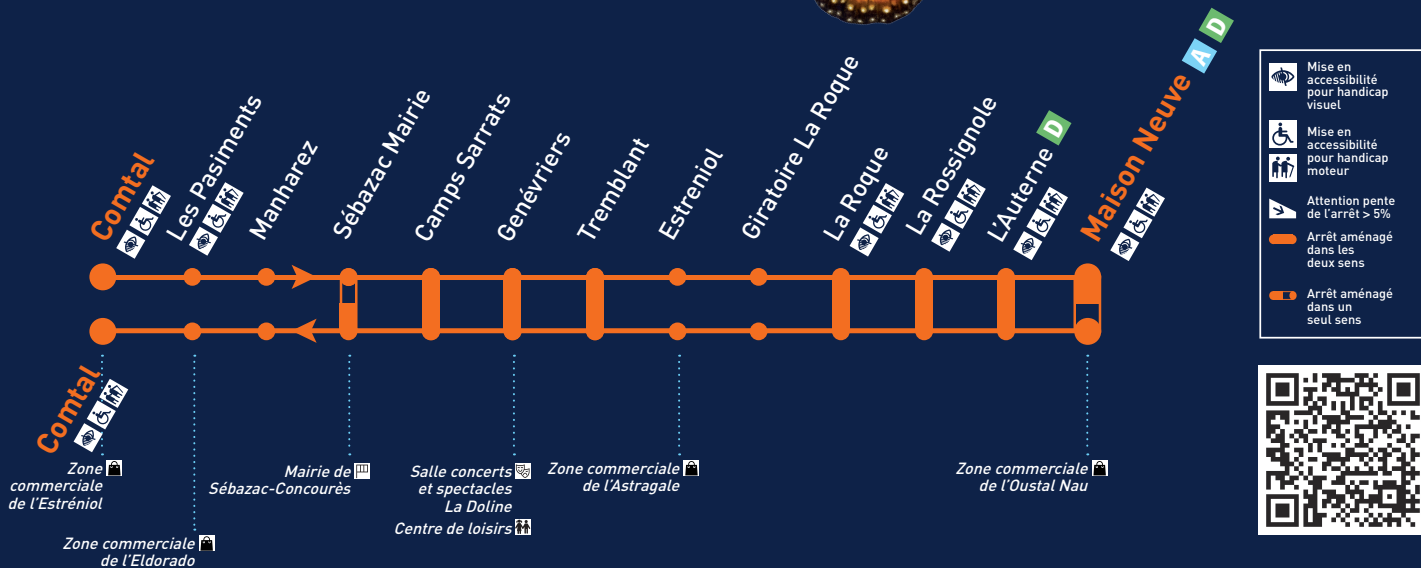 Comtal
Les Pasiments
Manharez
Sébazac Mairie
Camps Sarrats
Genévriers
Tremblant
Estreniol
Giratoire La Roque
La Roque
La Rossignole
L'Auterne D
Maison Neuve A D
Comtal
Zone
commerciale
de l'Estréniol
Zone commerciale
de l'Eldorado
Mairie de
Sébazac-Concourès
Salle concerts
et spectacles
La Doline
Centre de loisirs
Zone commerciale
de l'Astragale
Zone commerciale
de l'Oustal Nau
Mise en
accessibilité
pour handicap
visuel
Mise en
accessibilité
pour handicap
moteur
Attention pente
de l'arrêt > 5%
Arrêt aménagé
dans les
deux sens
Arrêt aménagé
dans un
seul sens